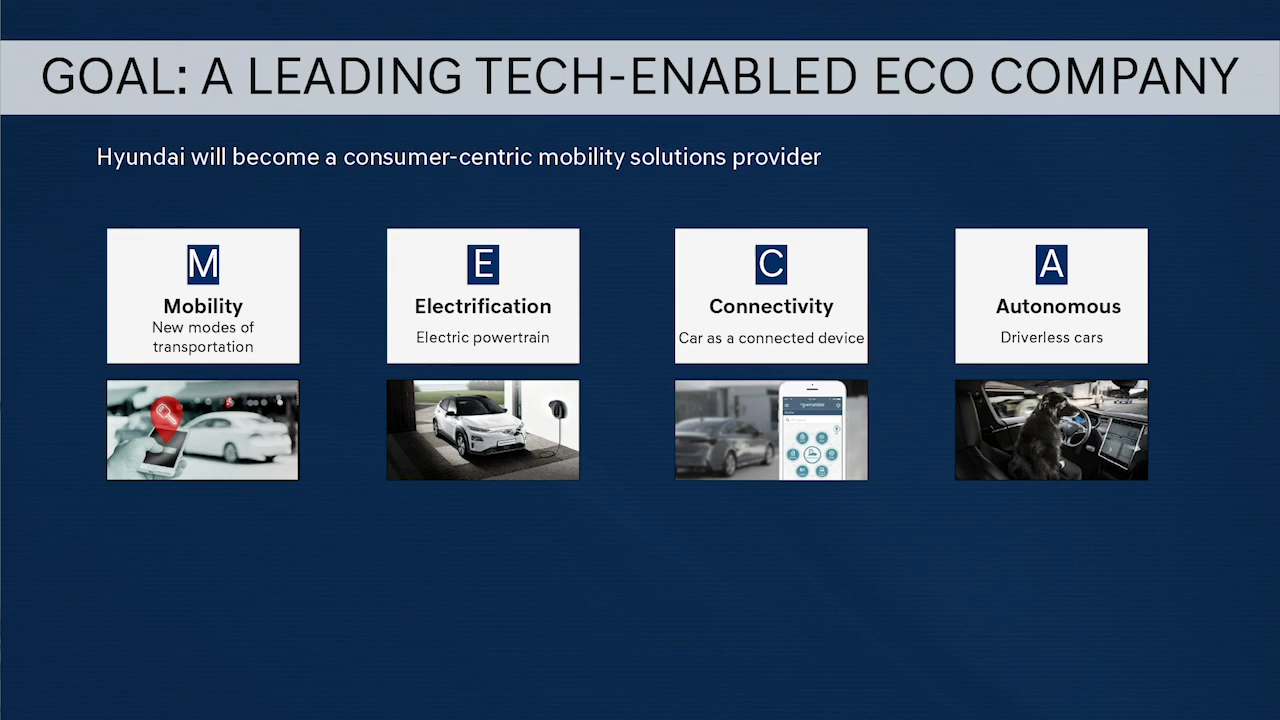 GOAL: A LEADING TECH-ENABLED ECO COMPANY
Hyundai will become a consumer-centric mobility solutions provider
M
Mobility
New modes of
transportation
E
Electrification
Electric powertrain
C
Connectivity
Car as a connected device
A
Autonomous
Driverless cars